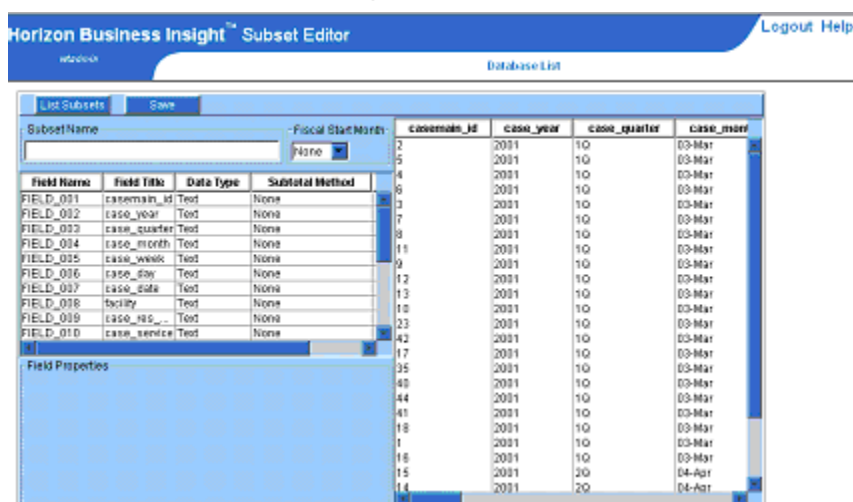 Horizon Business Insight™ Subset Editor
Logout Help
Database List
List Subsets Save
Subset Name
Fiscal Start Month
None
Field Name Field Title Data Type Subtotal Method
FIELD_001 casemain_id Text None
FIELD_002 case_year Text None
FIELD_003 case_quarter Text None
FIELD_004 case_month Text None
FIELD_005 case_week Text None
FIELD_006 case_day Text None
FIELD_007 case_date Text None
FIELD_008 facility Text None
FIELD_009 case_res_... Text None
FIELD_010 case_service Text None
Field Properties
casemain_id case_year case_quarter case_mont
2 2001 1Q 03-Mar
5 2001 1Q 03-Mar
4 2001 1Q 03-Mar
6 2001 1Q 03-Mar
3 2001 1Q 03-Mar
7 2001 1Q 03-Mar
8 2001 1Q 03-Mar
11 2001 1Q 03-Mar
9 2001 1Q 03-Mar
12 2001 1Q 03-Mar
13 2001 1Q 03-Mar
10 2001 1Q 03-Mar
23 2001 1Q 03-Mar
42 2001 1Q 03-Mar
17 2001 1Q 03-Mar
35 2001 1Q 03-Mar
40 2001 1Q 03-Mar
44 2001 1Q 03-Mar
41 2001 1Q 03-Mar
18 2001 1Q 03-Mar
1 2001 1Q 03-Mar
16 2001 1Q 03-Mar
15 2001 2Q 04-Apr
14 2001 2Q 04-Apr